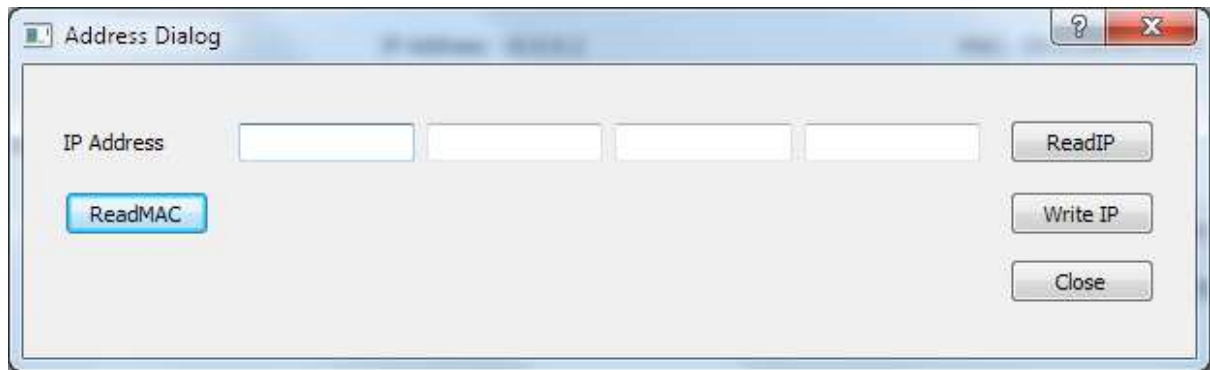 Address Dialog
IP Address
ReadIP
ReadMAC
Write IP
Close